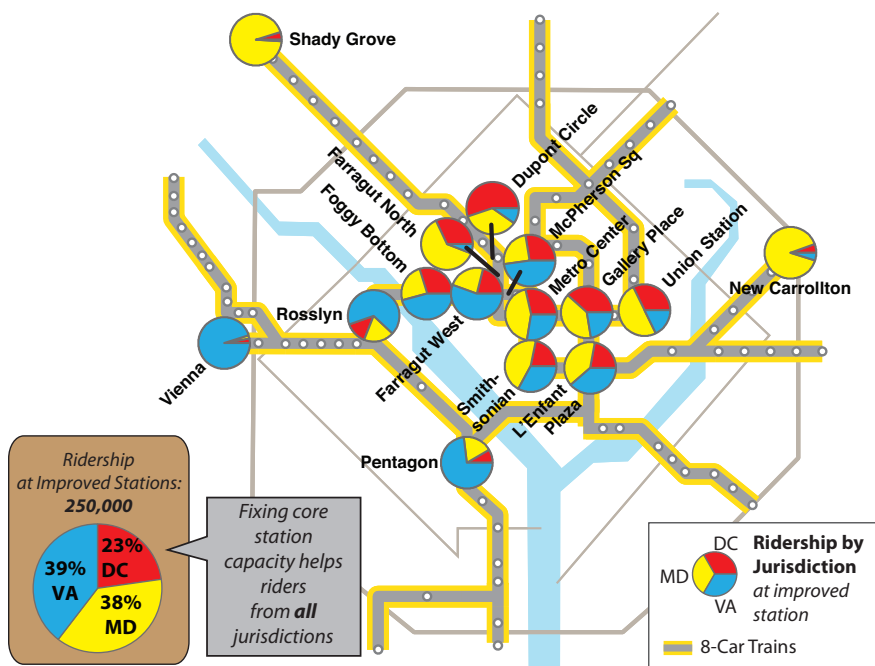 Shady Grove
Dupont Circle
McPherson Sq
Farragut North
Foggy Bottom
Metro Center
Gallery Place
Union Station
New Carrollton
Rosslyn
Farragut West
Vienna
Smith-
sonian
L'Enfant
Plaza
Pentagon
Ridership
at Improved Stations:
250,000
23%
DC
39%
VA
38%
MD
Fixing core
station
capacity helps
riders
from all
jurisdictions
DC
MD
VA
Ridership by
Jurisdiction
at improved
station
8-Car Trains